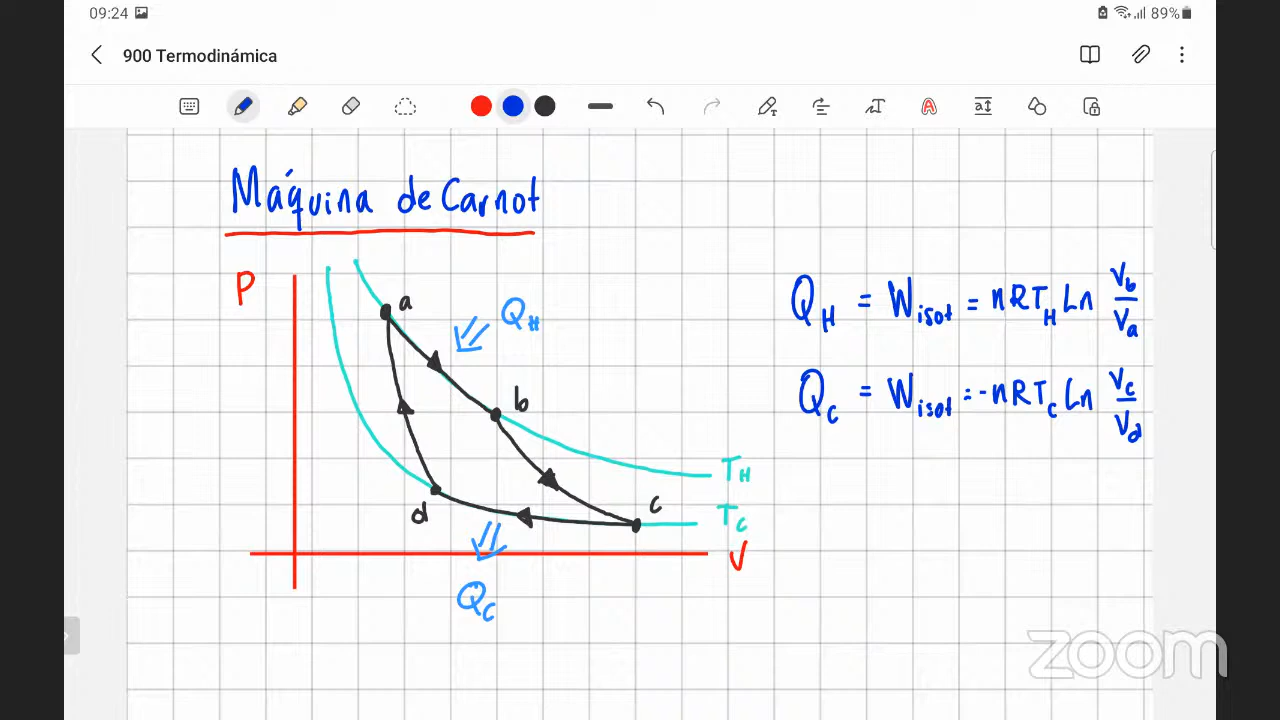 09:24
89%
900 Termodinámica
Máquina de Carnot
P
a
Q_H
b
T_H
c
T_C
d
V
Q_C
Q_H = W_isot = nRT_H Ln V_b/V_a
Q_C = W_isot = -nRT_C Ln V_c/V_d
zoom